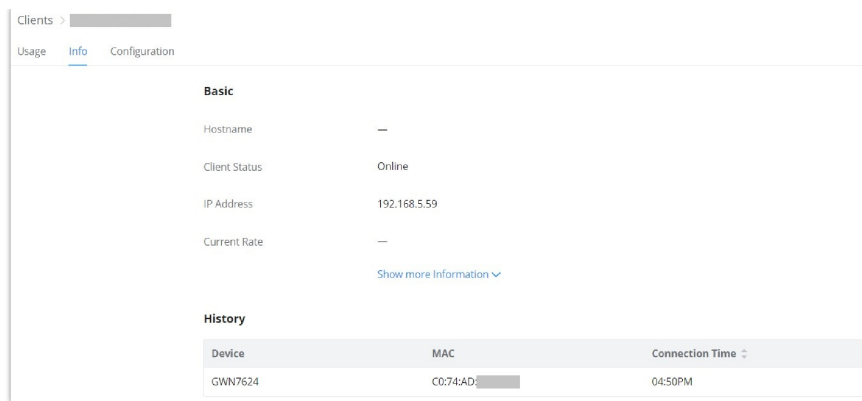 Clients >
Usage Info Configuration
Basic
Hostname —
Client Status Online
IP Address 192.168.5.59
Current Rate —
Show more Information
History
Device MAC Connection Time
GWN7624 C0:74:AD: 04:50PM